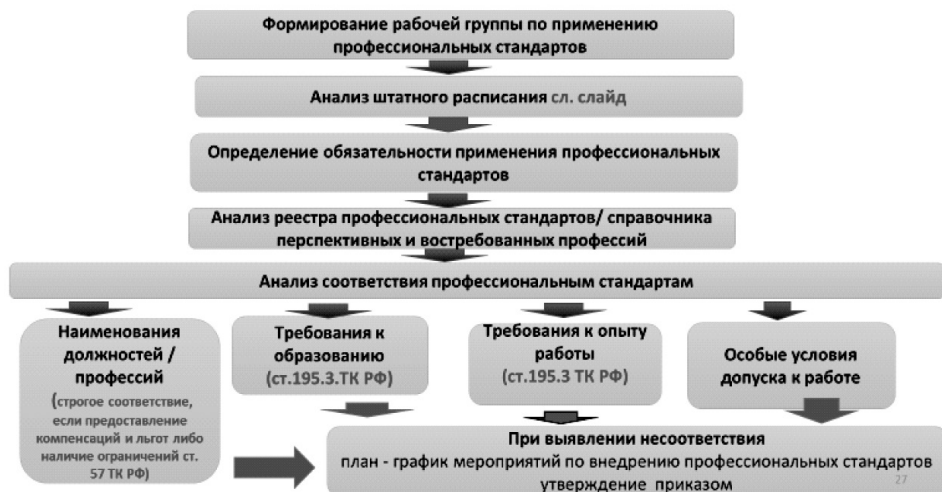 Формирование рабочей группы по применению
профессиональных стандартов
Анализ штатного расписания сл. слайд
Определение обязательности применения профессиональных
стандартов
Анализ реестра профессиональных стандартов/ справочника
перспективных и востребованных профессий
Анализ соответствия профессиональным стандартам
Наименования
должностей /
профессий
(строгое соответствие,
если предоставление
компенсаций и льгот либо
наличие ограничений ст.
57 ТК РФ)
Требования к
образованию
(ст.195.3.ТК РФ)
Требования к опыту
работы
(ст.195.3 ТК РФ)
Особые условия
допуска к работе
При выявлении несоответствия
план - график мероприятий по внедрению профессиональных стандартов
утверждение приказом
27